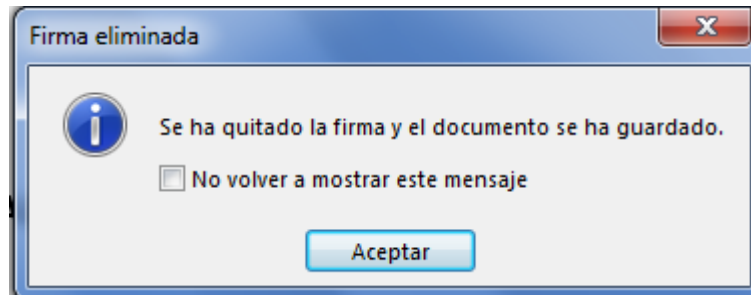 Firma eliminada
Se ha quitado la firma y el documento se ha guardado.
No volver a mostrar este mensaje
Aceptar